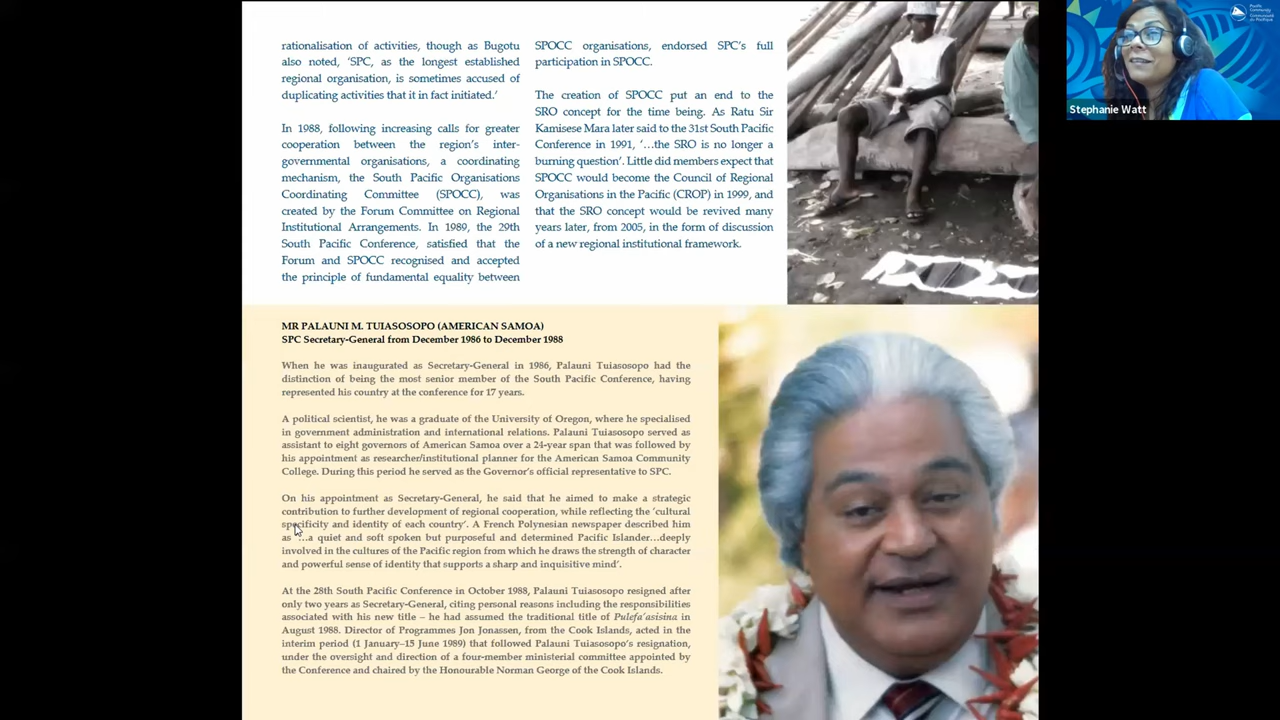 rationalisation of activities, though as Bugotu
also noted, ‘SPC, as the longest established
regional organisation, is sometimes accused of
duplicating activities that it in fact initiated.’
In 1988, following increasing calls for greater
cooperation between the region’s inter-
governmental organisations, a coordinating
mechanism, the South Pacific Organisations
Coordinating Committee (SPOCC), was
created by the Forum Committee on Regional
Institutional Arrangements. In 1989, the 29th
South Pacific Conference, satisfied that the
Forum and SPOCC recognised and accepted
the principle of fundamental equality between
SPOCC organisations, endorsed SPC’s full
participation in SPOCC.
The creation of SPOCC put an end to the
SRO concept for the time being. As Ratu Sir
Kamisese Mara later said to the 31st South Pacific
Conference in 1991, ‘…the SRO is no longer a
burning question’. Little did members expect that
SPOCC would become the Council of Regional
Organisations in the Pacific (CROP) in 1999, and
that the SRO concept would be revived many
years later, from 2005, in the form of discussion
of a new regional institutional framework.
MR PALAUNI M. TUIASOSOPO (AMERICAN SAMOA)
SPC Secretary-General from December 1986 to December 1988
When he was inaugurated as Secretary-General in 1986, Palauni Tuiasosopo had the
distinction of being the most senior member of the South Pacific Conference, having
represented his country at the conference for 17 years.
A political scientist, he was a graduate of the University of Oregon, where he specialised
in government administration and international relations. Palauni Tuiasosopo served as
assistant to eight governors of American Samoa over a 24-year span that was followed by
his appointment as researcher/institutional planner for the American Samoa Community
College. During this period he served as the Governor’s official representative to SPC.
On his appointment as Secretary-General, he said that he aimed to make a strategic
contribution to further development of regional cooperation, while reflecting the ‘cultural
specificity and identity of each country’. A French Polynesian newspaper described him
as ‘…a quiet and soft spoken but purposeful and determined Pacific Islander…deeply
involved in the cultures of the Pacific region from which he draws the strength of character
and powerful sense of identity that supports a sharp and inquisitive mind’.
At the 28th South Pacific Conference in October 1988, Palauni Tuiasosopo resigned after
only two years as Secretary-General, citing personal reasons including the responsibilities
associated with his new title – he had assumed the traditional title of Pulefa’asisina in
August 1988. Director of Programmes Jon Jonassen, from the Cook Islands, acted in the
interim period (1 January–15 June 1989) that followed Palauni Tuiasosopo’s resignation,
under the oversight and direction of a four-member ministerial committee appointed by
the Conference and chaired by the Honourable Norman George of the Cook Islands.
Pacific
Community
Communauté
du Pacifique
Stephanie Watt